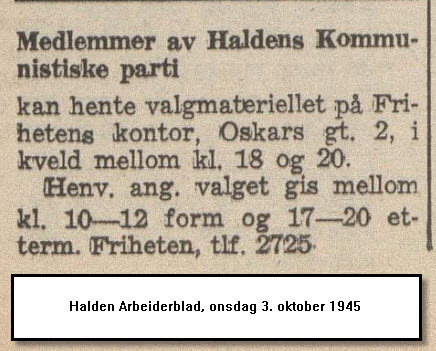 Medlemmer av Haldens Kommu-
nistiske parti
kan hente valgmateriellet på Fri-
hetens kontor, Oskars gt. 2, i
kveld mellom kl. 18 og 20.
Henv. ang. valget gis mellom
kl. 10—12 form og 17—20 et-
term. Friheten, tlf. 2725
Halden Arbeiderblad, onsdag 3. oktober 1945